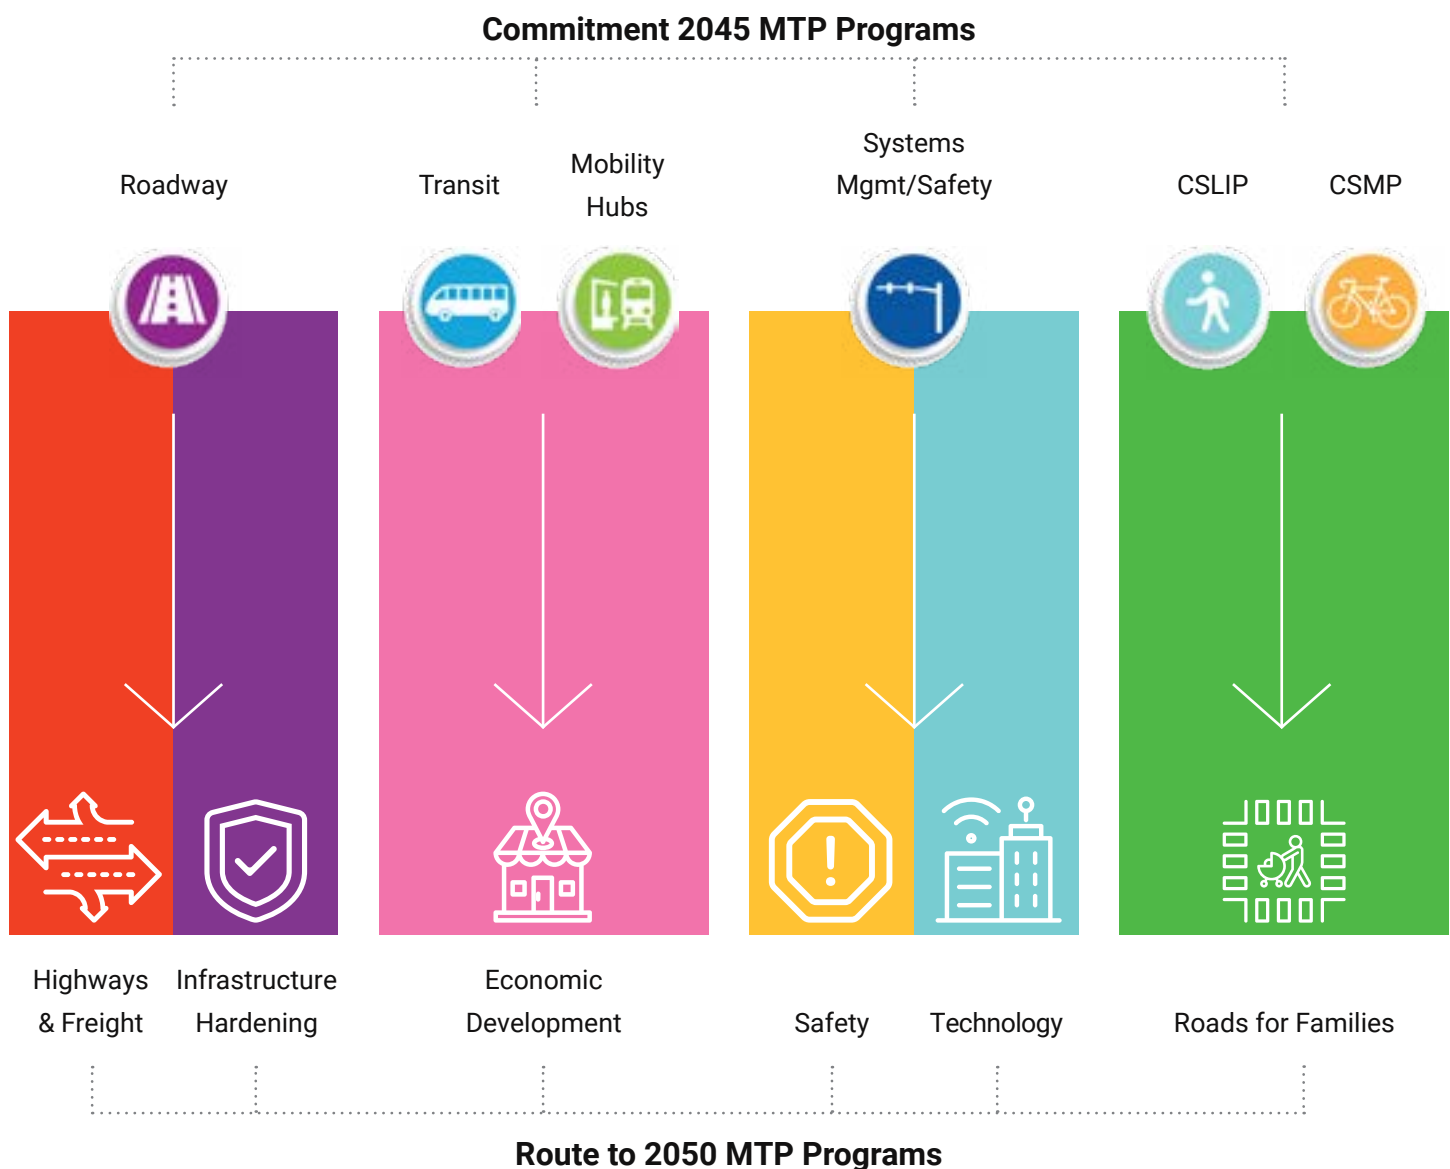 Commitment 2045 MTP Programs
Roadway
Transit
Mobility
Hubs
Systems
Mgmt/Safety
CSLIP
CSMP
Highways
& Freight
Infrastructure
Hardening
Economic
Development
Safety
Technology
Roads for Families
Route to 2050 MTP Programs